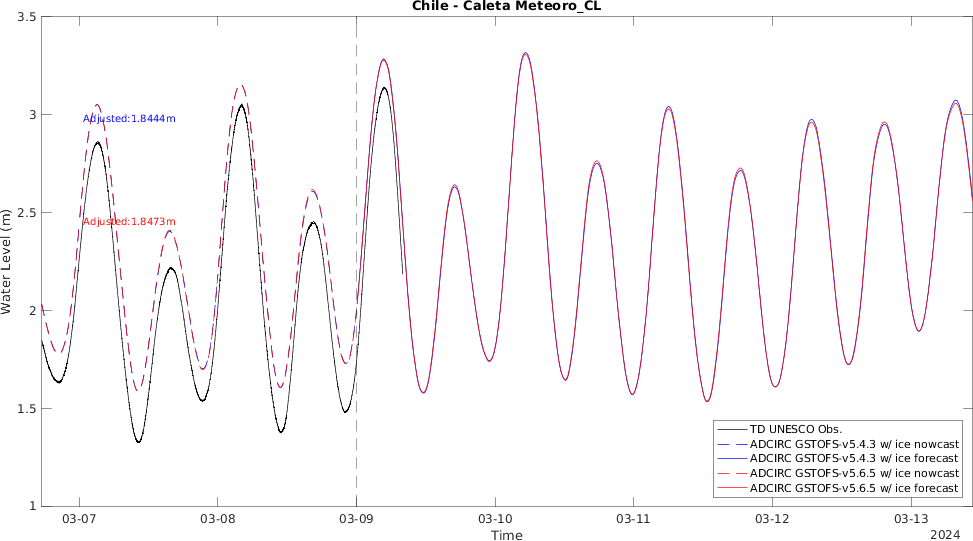 Chile - Caleta Meteoro_CL
3.5
3
2.5
2
1.5
1
Water Level (m)
Adjusted:1.8444m
Adjusted:1.8473m
TD UNESCO Obs.
ADCIRC GSTOFS-v5.4.3 w/ ice nowcast
ADCIRC GSTOFS-v5.4.3 w/ ice forecast
ADCIRC GSTOFS-v5.6.5 w/ ice nowcast
ADCIRC GSTOFS-v5.6.5 w/ ice forecast
03-07 03-08 03-09 03-10 03-11 03-12 03-13
Time
2024